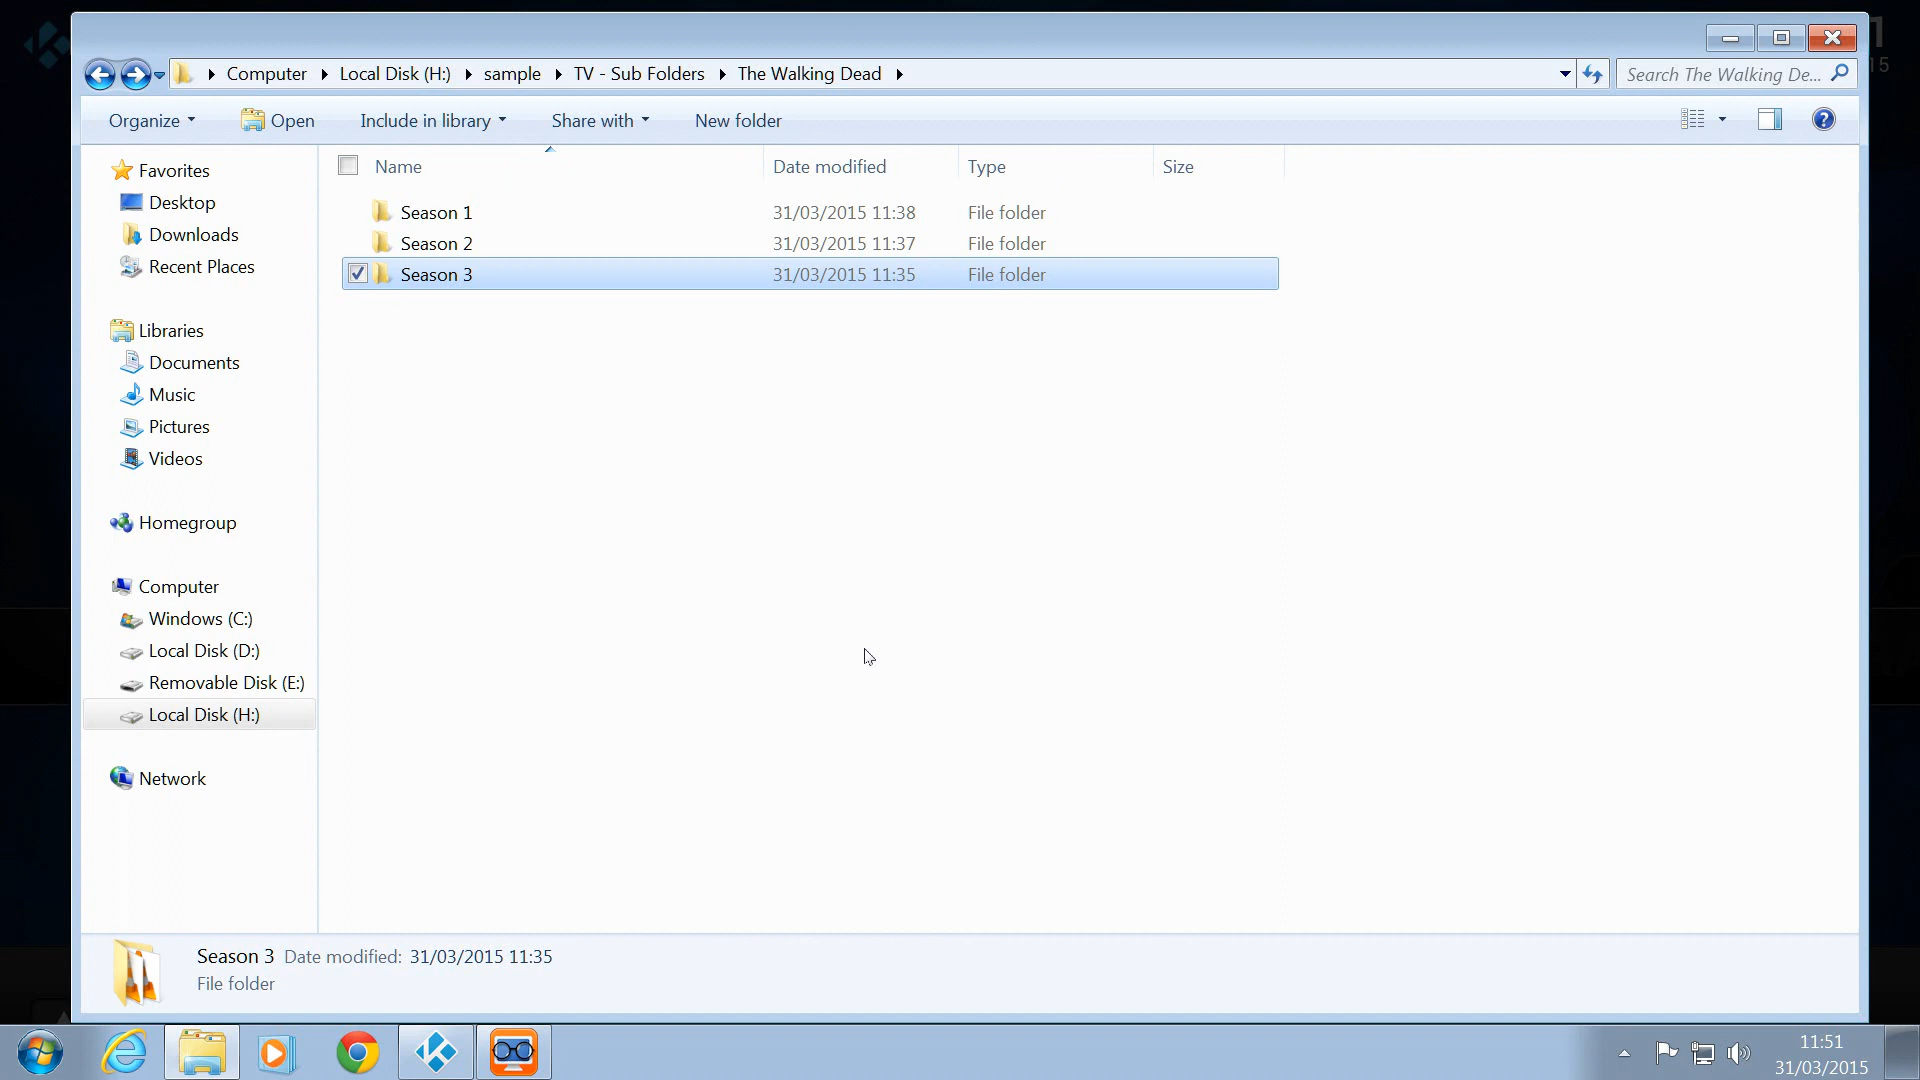 Computer Local Disk (H:) sample TV - Sub Folders The Walking Dead
Search The Walking De...
15
Organize Open Include in library Share with New folder
Name Date modified Type Size
Season 1 31/03/2015 11:38 File folder
Season 2 31/03/2015 11:37 File folder
Season 3 31/03/2015 11:35 File folder
Favorites
Desktop
Downloads
Recent Places
Libraries
Documents
Music
Pictures
Videos
Homegroup
Computer
Windows (C:)
Local Disk (D:)
Removable Disk (E:)
Local Disk (H:)
Network
Season 3 Date modified: 31/03/2015 11:35
File folder
11:51
31/03/2015